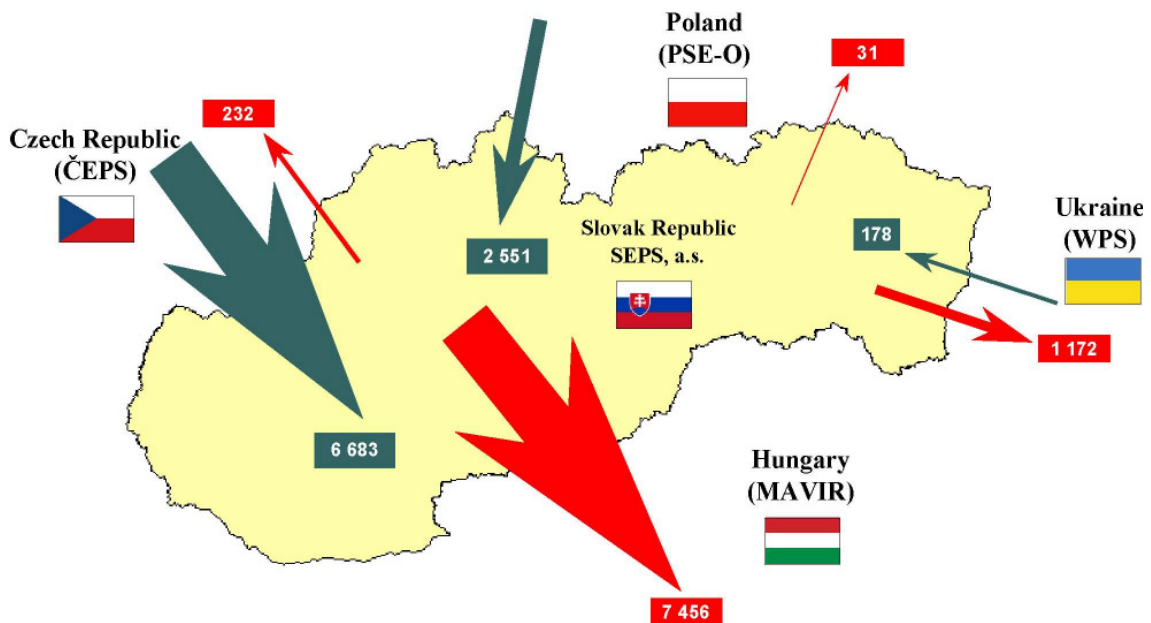 Poland
(PSE-O)
31
232
Czech Republic
(ČEPS)
Slovak Republic
SEPS, a.s.
2 551
178
Ukraine
(WPS)
1 172
6 683
Hungary
(MAVIR)
7 456